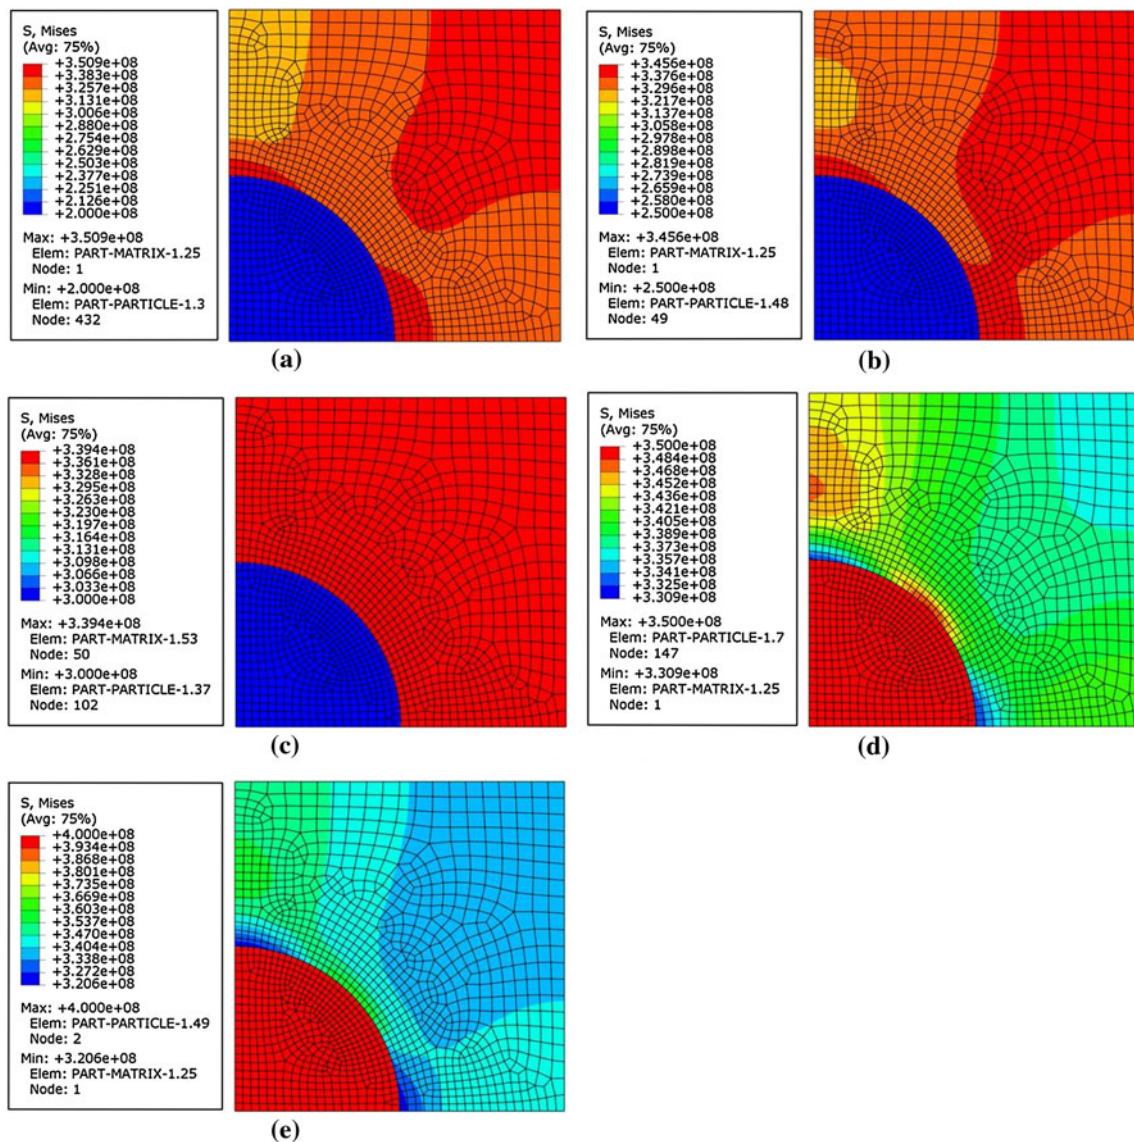 S, Mises
(Avg: 75%)
+3.509e+08
+3.383e+08
+3.257e+08
+3.131e+08
+3.006e+08
+2.880e+08
+2.754e+08
+2.629e+08
+2.503e+08
+2.377e+08
+2.251e+08
+2.126e+08
+2.000e+08
Max: +3.509e+08
Elem: PART-MATRIX-1.25
Node: 1
Min: +2.000e+08
Elem: PART-PARTICLE-1.3
Node: 432
(a)
S, Mises
(Avg: 75%)
+3.456e+08
+3.376e+08
+3.296e+08
+3.217e+08
+3.137e+08
+3.058e+08
+2.978e+08
+2.898e+08
+2.819e+08
+2.739e+08
+2.659e+08
+2.580e+08
+2.500e+08
Max: +3.456e+08
Elem: PART-MATRIX-1.25
Node: 1
Min: +2.500e+08
Elem: PART-PARTICLE-1.48
Node: 49
(b)
S, Mises
(Avg: 75%)
+3.394e+08
+3.361e+08
+3.328e+08
+3.295e+08
+3.263e+08
+3.230e+08
+3.197e+08
+3.164e+08
+3.131e+08
+3.098e+08
+3.066e+08
+3.033e+08
+3.000e+08
Max: +3.394e+08
Elem: PART-MATRIX-1.53
Node: 50
Min: +3.000e+08
Elem: PART-PARTICLE-1.37
Node: 102
(c)
S, Mises
(Avg: 75%)
+3.500e+08
+3.484e+08
+3.468e+08
+3.452e+08
+3.436e+08
+3.421e+08
+3.405e+08
+3.389e+08
+3.373e+08
+3.357e+08
+3.341e+08
+3.325e+08
+3.309e+08
Max: +3.500e+08
Elem: PART-PARTICLE-1.7
Node: 147
Min: +3.309e+08
Elem: PART-MATRIX-1.25
Node: 1
(d)
S, Mises
(Avg: 75%)
+4.000e+08
+3.934e+08
+3.868e+08
+3.801e+08
+3.735e+08
+3.669e+08
+3.603e+08
+3.537e+08
+3.470e+08
+3.404e+08
+3.338e+08
+3.272e+08
+3.206e+08
Max: +4.000e+08
Elem: PART-PARTICLE-1.49
Node: 2
Min: +3.206e+08
Elem: PART-MATRIX-1.25
Node: 1
(e)